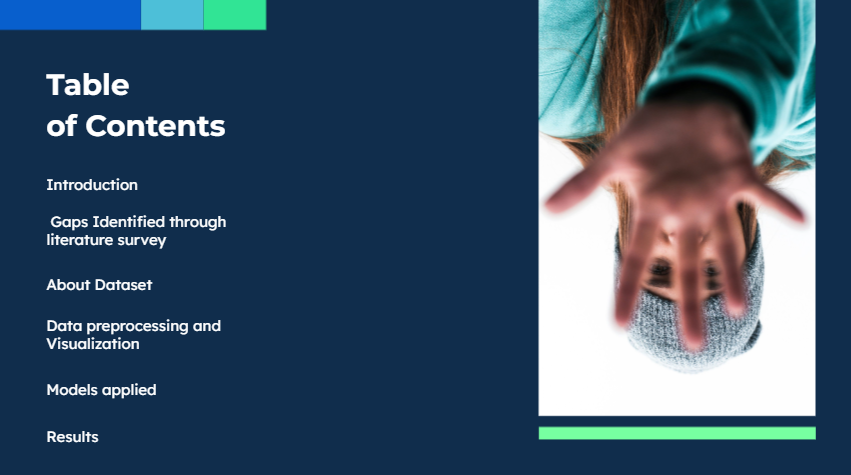 Table
of Contents
Introduction
Gaps Identified through
literature survey
About Dataset
Data preprocessing and
Visualization
Models applied
Results